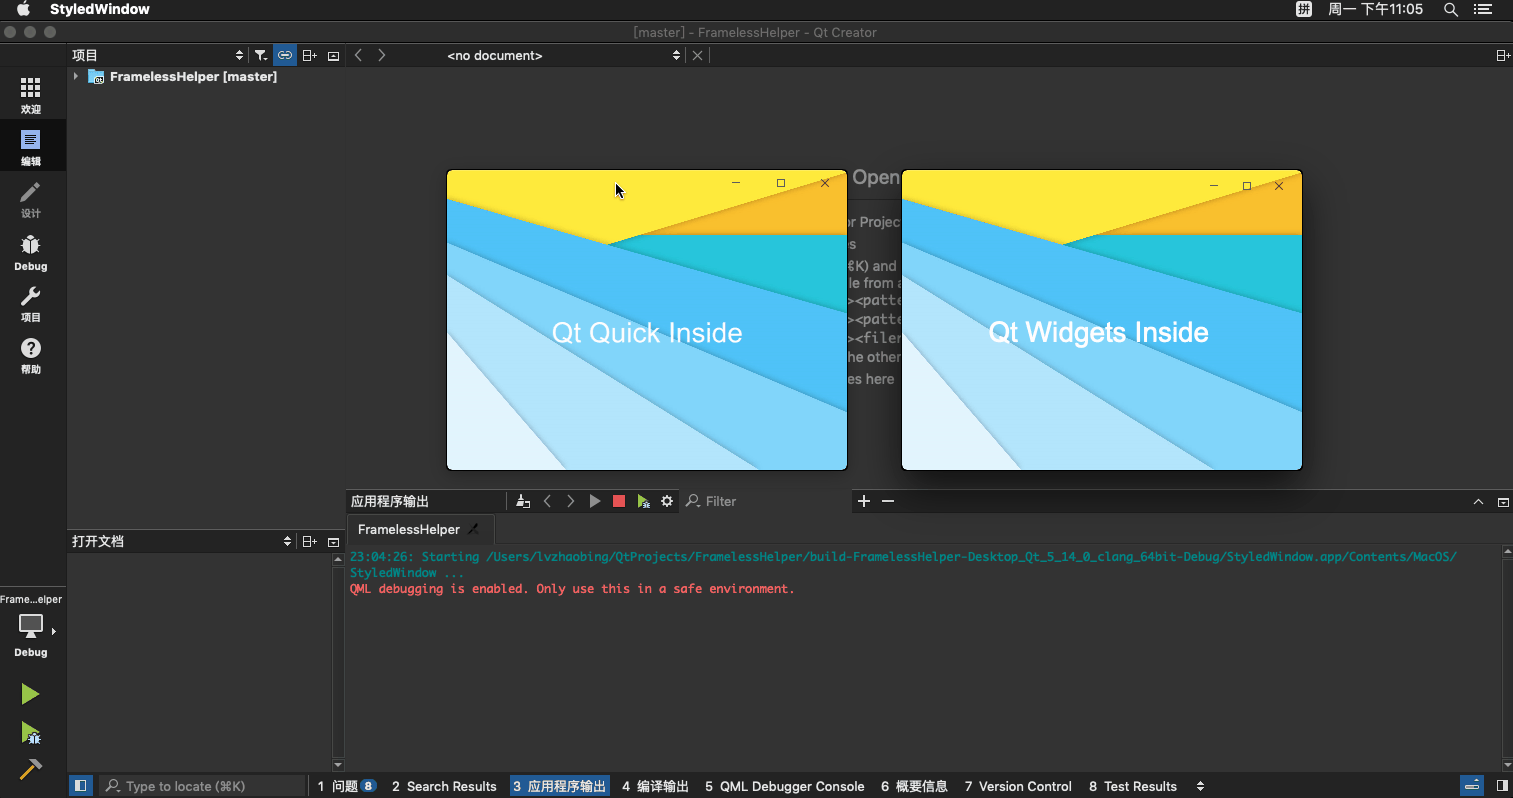 StyledWindow
拼 周一 下午11:05
[master] - FramelessHelper - Qt Creator
项目
<no document>
FramelessHelper [master]
欢迎
编辑
设计
Debug
项目
帮助
Open
or Projec
s
⌘K) and
le from a
><patte
><patte
><filer
he other
es here
Qt Quick Inside
Qt Widgets Inside
应用程序输出
Filter
FramelessHelper
23:04:26: Starting /Users/lvzhaobing/QtProjects/FramelessHelper/build-FramelessHelper-Desktop_Qt_5_14_0_clang_64bit-Debug/StyledWindow.app/Contents/MacOS/
StyledWindow ...
QML debugging is enabled. Only use this in a safe environment.
打开文档
Frame...elper
Debug
Type to locate (⌘K)
1 问题 8
2 Search Results
3 应用程序输出
4 编译输出
5 QML Debugger Console
6 概要信息
7 Version Control
8 Test Results